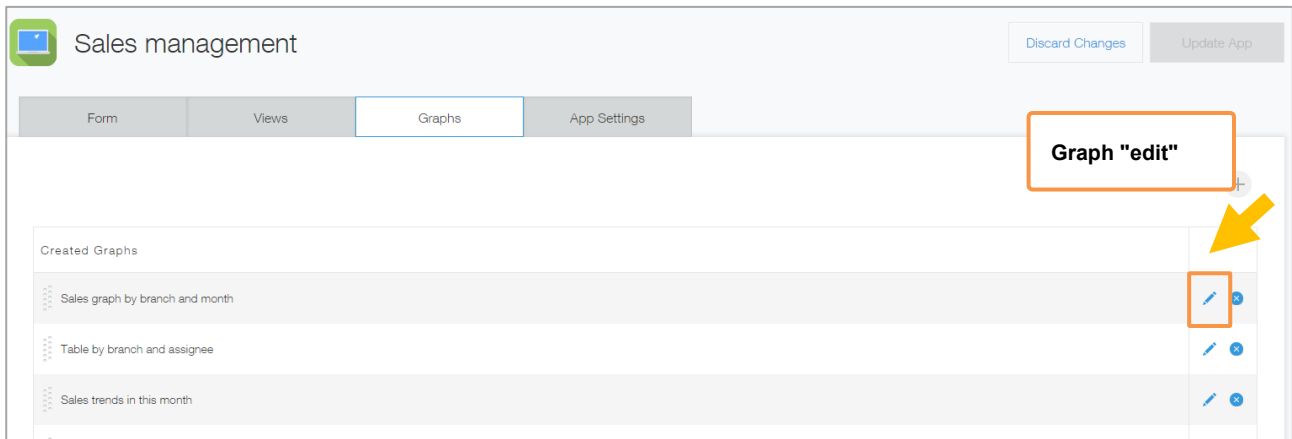 Sales management
Discard Changes
Update App
Form
Views
Graphs
App Settings
Graph "edit"
Created Graphs
Sales graph by branch and month
Table by branch and assignee
Sales trends in this month